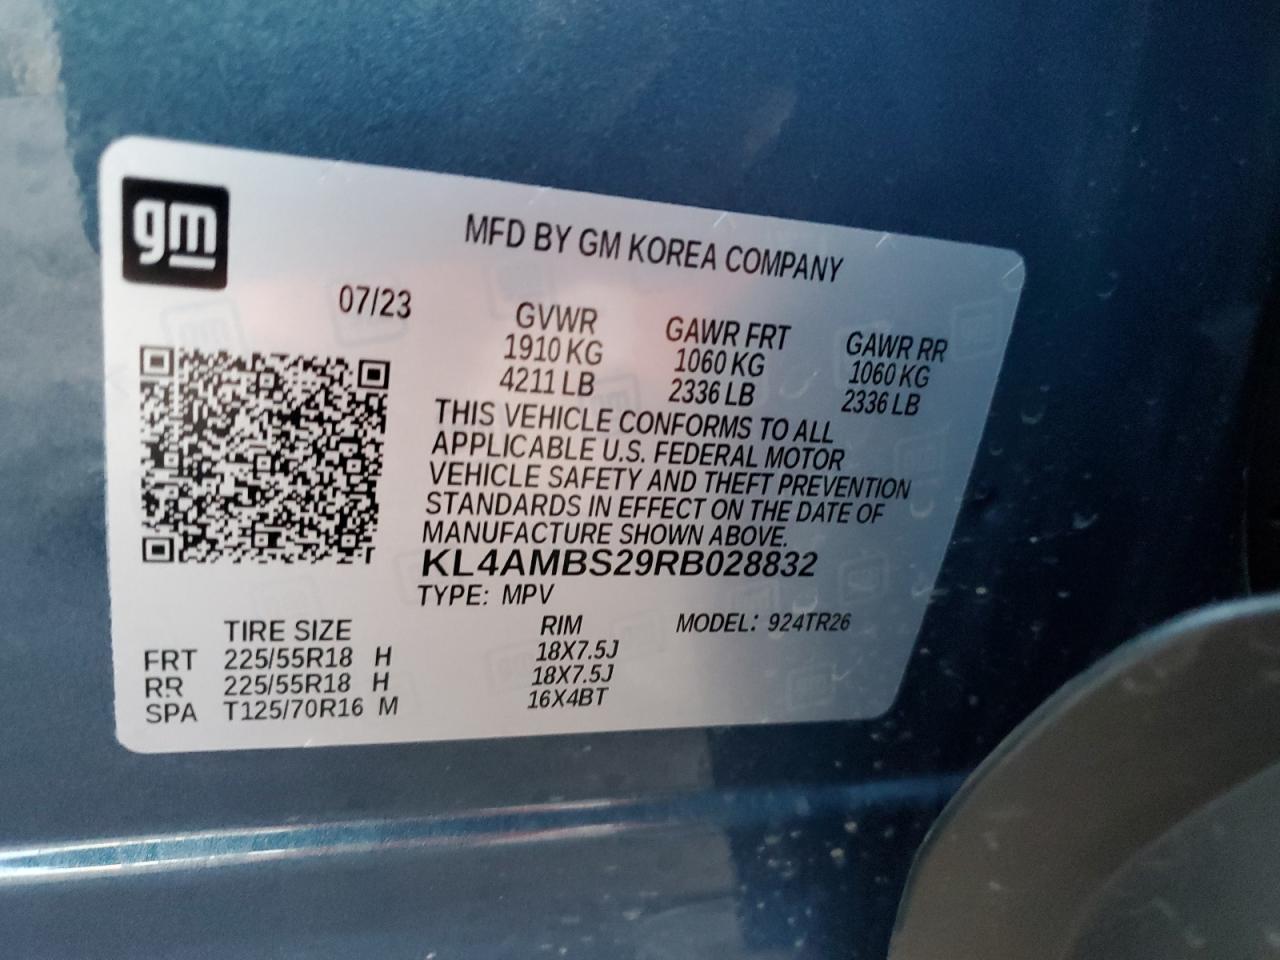 gm
MFD BY GM KOREA COMPANY
07/23
GVWR GAWR FRT GAWR RR
1910 KG 1060 KG 1060 KG
4211 LB 2336 LB 2336 LB
THIS VEHICLE CONFORMS TO ALL
APPLICABLE U.S. FEDERAL MOTOR
VEHICLE SAFETY AND THEFT PREVENTION
STANDARDS IN EFFECT ON THE DATE OF
MANUFACTURE SHOWN ABOVE.
KL4AMBS29RB028832
TYPE: MPV
TIRE SIZE RIM MODEL: 924TR26
FRT 225/55R18 H 18X7.5J
RR 225/55R18 H 18X7.5J
SPA T125/70R16 M 16X4BT